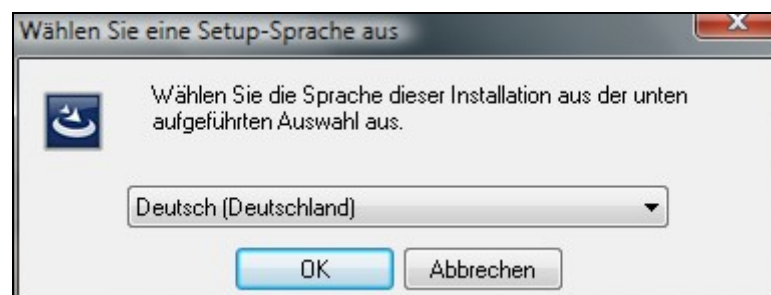 Wählen Sie eine Setup-Sprache aus
Wählen Sie die Sprache dieser Installation aus der unten
aufgeführten Auswahl aus.
Deutsch (Deutschland)
OK
Abbrechen